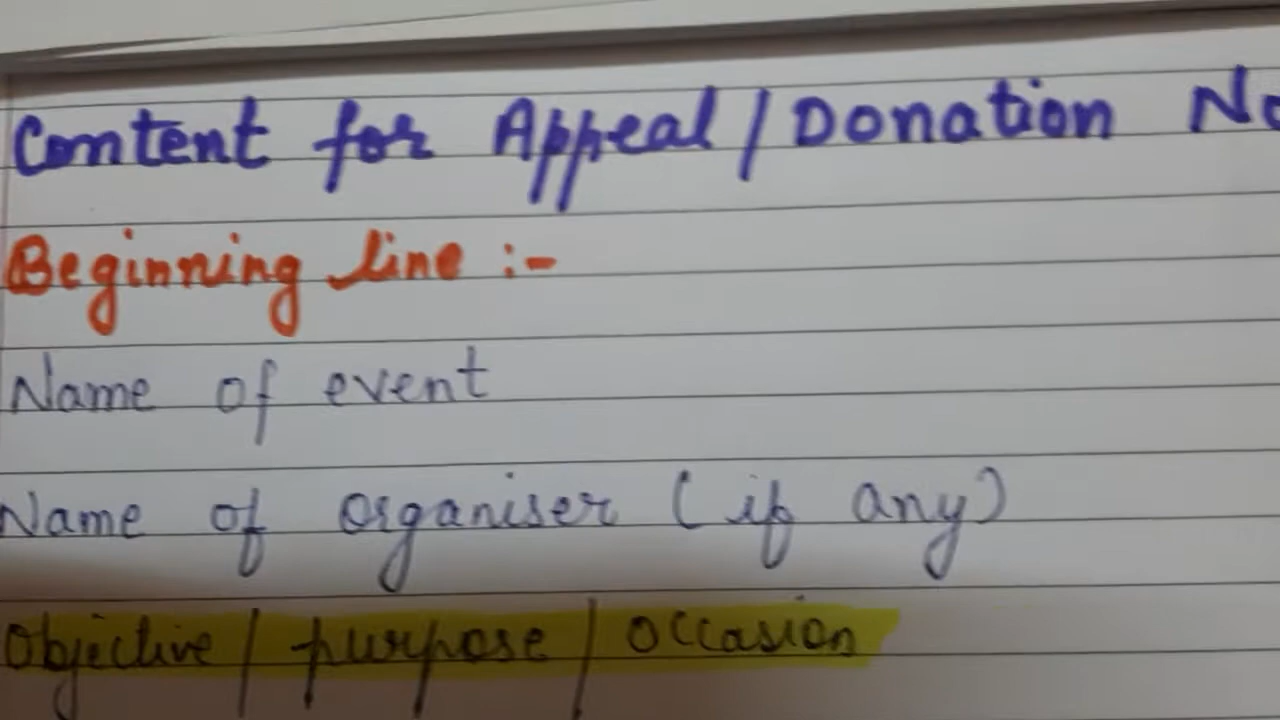 Content for Appeal / Donation
Beginning line :-
Name of event
Name of organiser (if any)
Objective / purpose / occasion